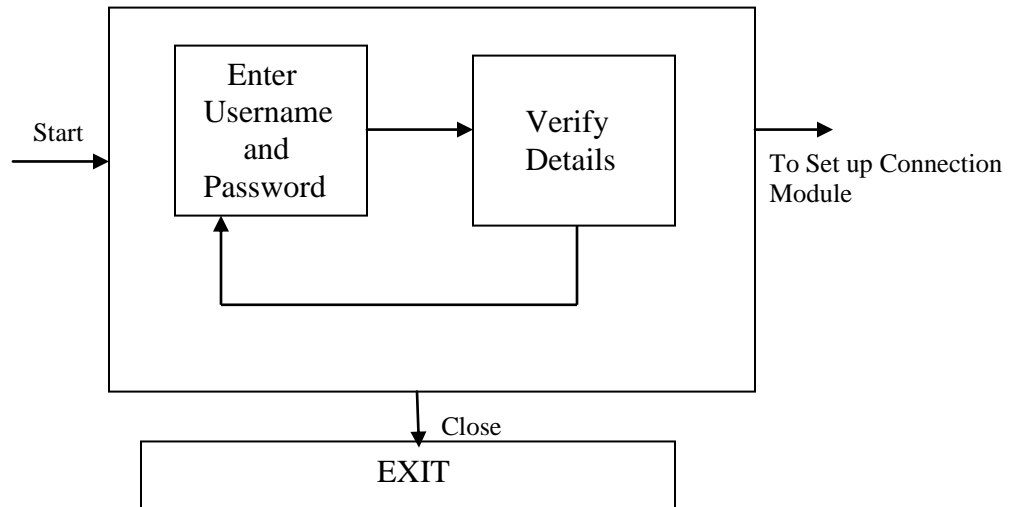 Start
Enter
Username
and
Password
Verify
Details
To Set up Connection
Module
Close
EXIT